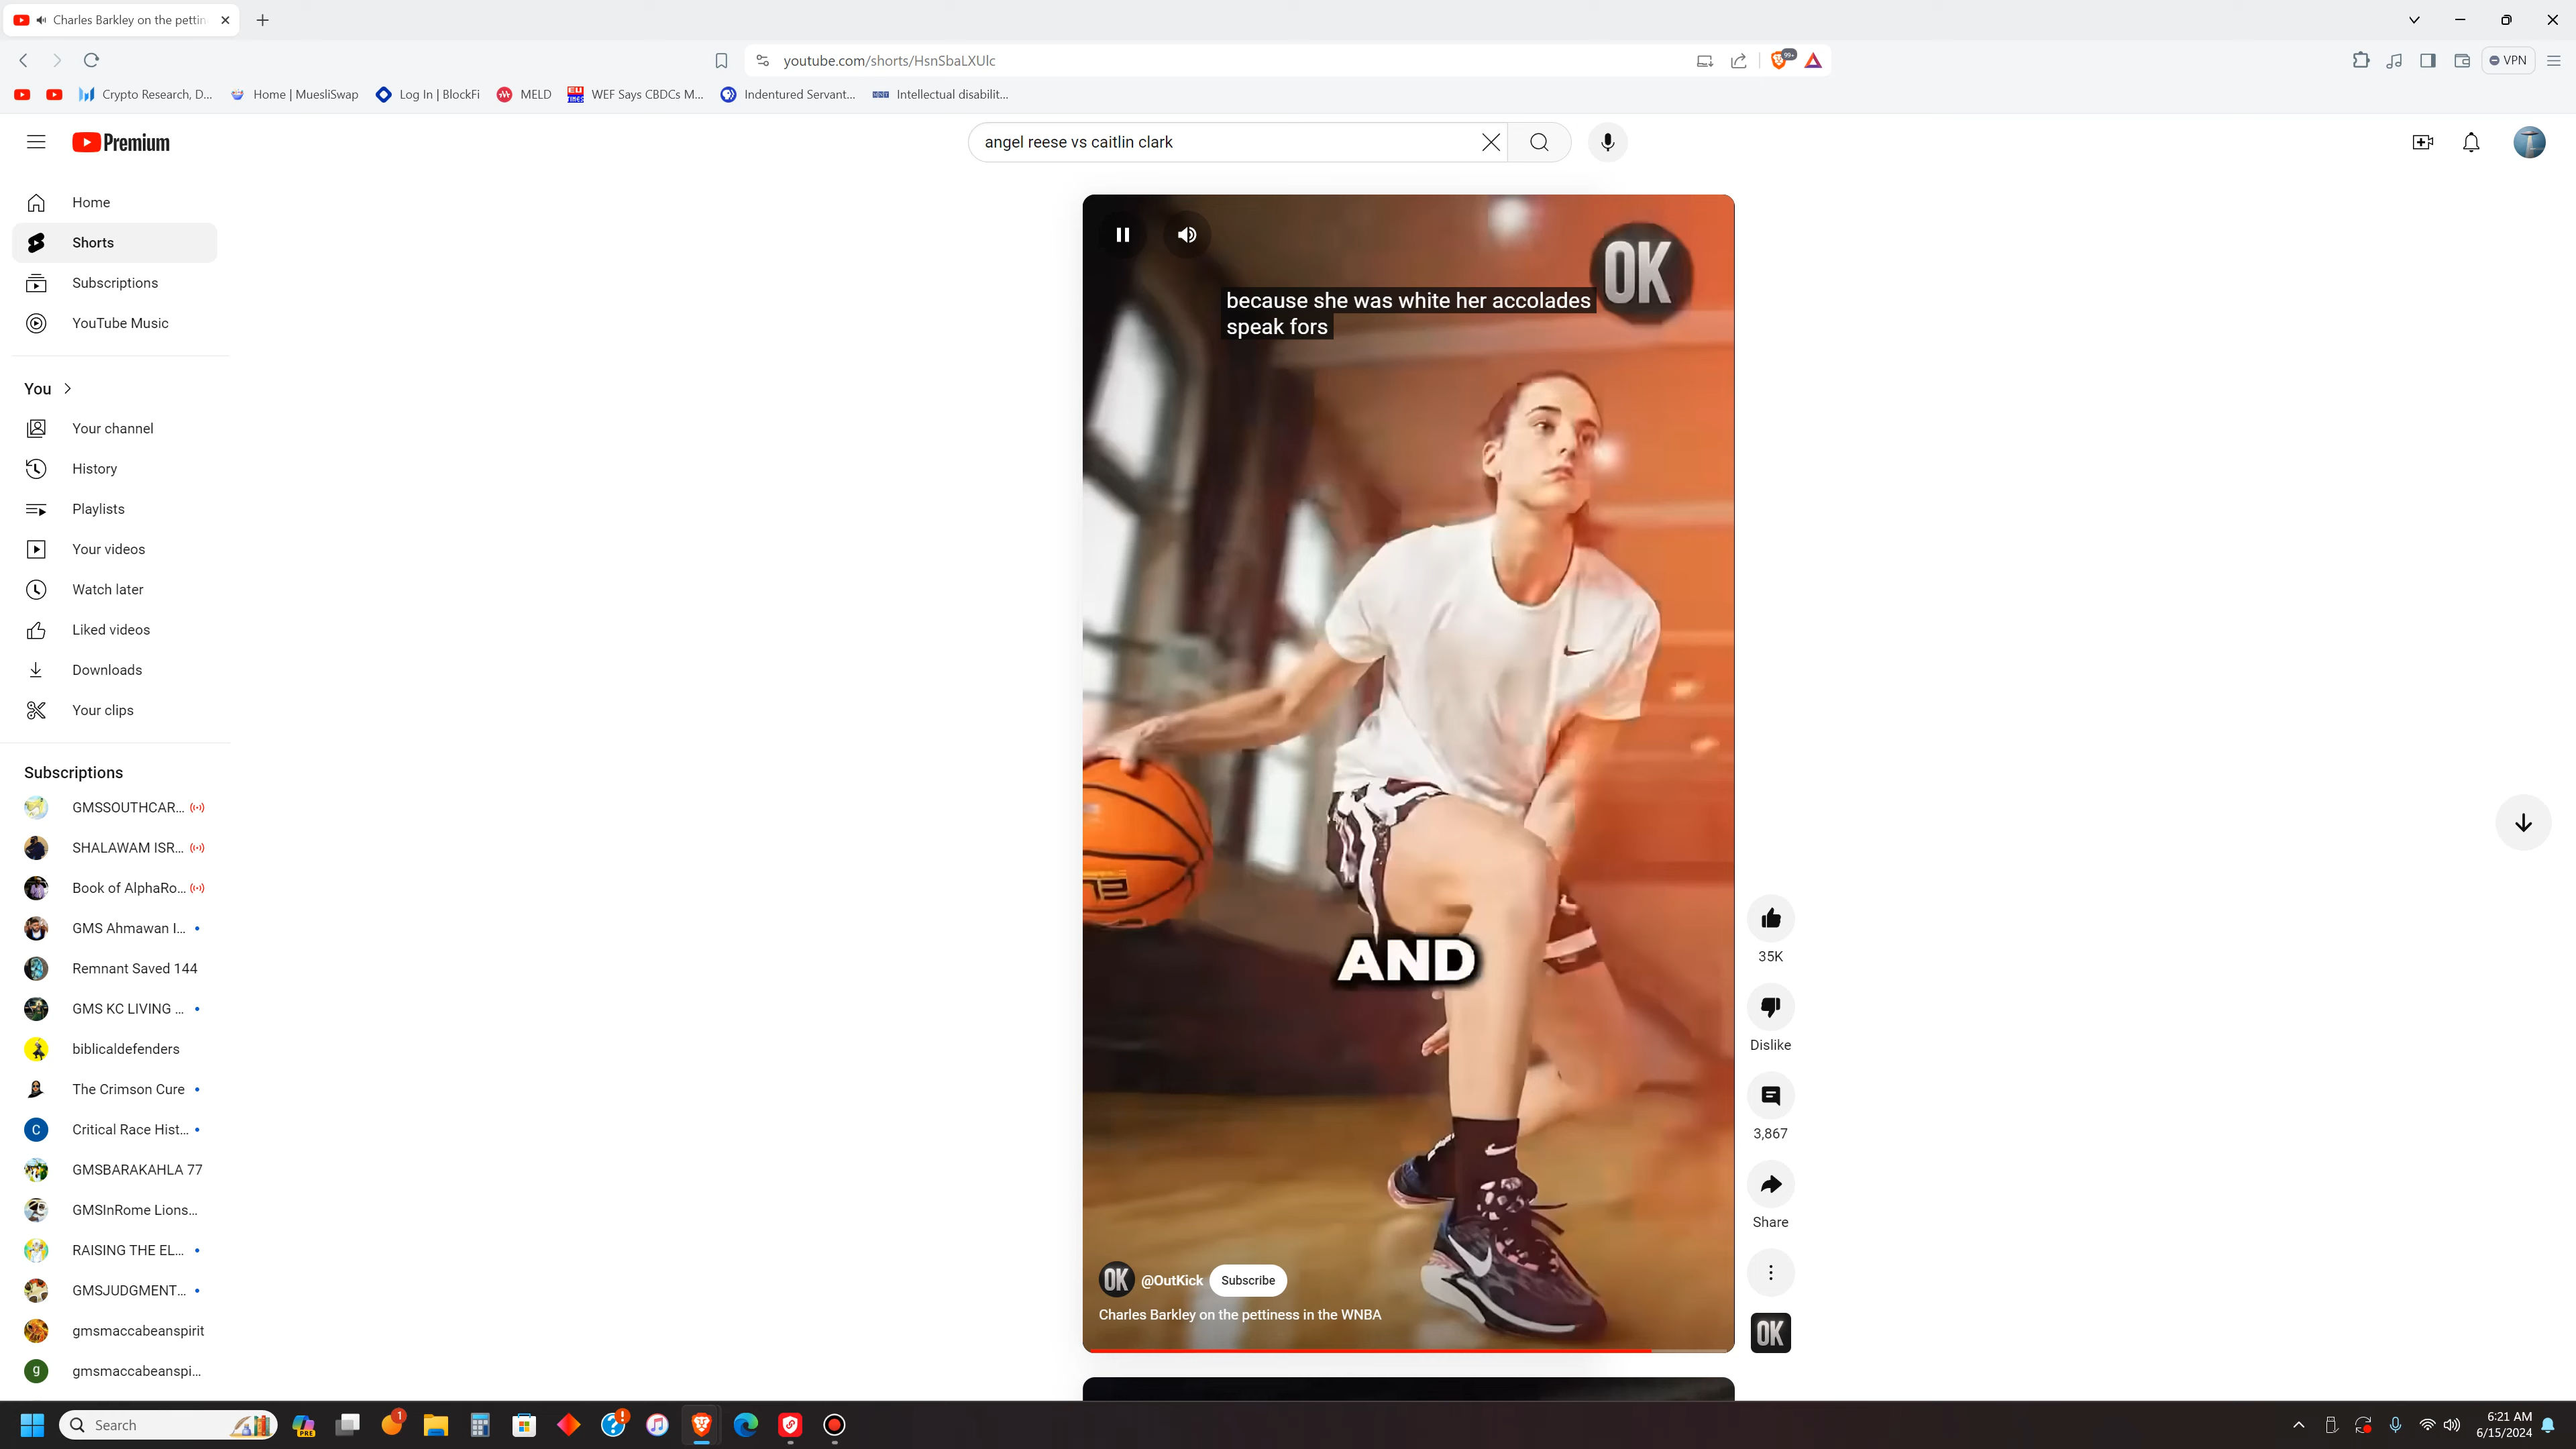 Charles Barkley on the pettin
youtube.com/shorts/HsnSbaLXUlc
99+
VPN
Crypto Research, D...
Home | MuesliSwap
Log In | BlockFi
MELD
WEF Says CBDCs M...
Indentured Servant...
Intellectual disabilit...
Premium
angel reese vs caitlin clark
Home
Shorts
Subscriptions
YouTube Music
You
Your channel
History
Playlists
Your videos
Watch later
Liked videos
Downloads
Your clips
Subscriptions
GMSSOUTHCAR...
SHALAWAM ISR...
Book of AlphaRo...
GMS Ahmawan I...
Remnant Saved 144
GMS KC LIVING ...
biblicaldefenders
The Crimson Cure
C
Critical Race Hist...
GMSBARAKAHLA 77
GMSInRome Lions...
RAISING THE EL...
GMSJUDGMENT...
gmsmaccabeanspirit
g
gmsmaccabeanspi...
OK
because she was white her accolades
speak fors
AND
OK
@OutKick
Subscribe
Charles Barkley on the pettiness in the WNBA
35K
Dislike
3,867
Share
OK
Search
PRE
1
6:21 AM
6/15/2024